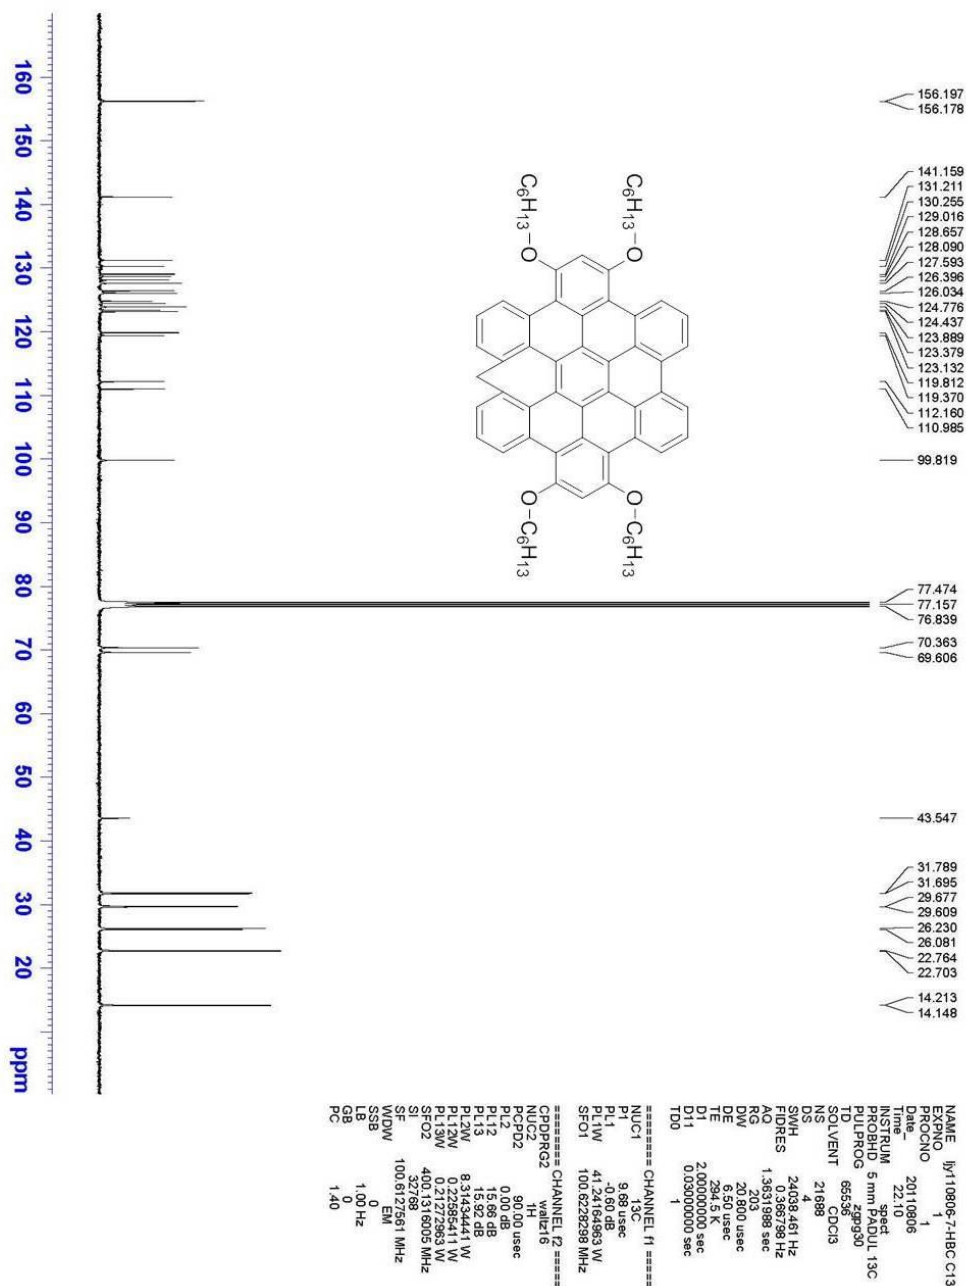 156.197
156.178
141.159
131.211
130.255
129.016
128.657
128.090
127.593
126.396
126.034
124.776
124.437
123.889
123.379
123.132
119.812
119.370
112.160
110.985
99.819
77.474
77.157
76.839
70.363
69.606
43.547
31.789
31.695
29.677
29.609
26.230
26.081
22.764
22.703
14.213
14.148
C6H13-O
C6H13-O
O-C6H13
O-C6H13
160
150
140
130
120
110
100
90
80
70
60
50
40
30
20
ppm
NAME liy110806-7-HBC C13
EXPNO 1
PROCNO 1
Date_ 20110806
Time 22.10
INSTRUM spect
PROBHD 5 mm PADUL 13C
PULPROG zgpg30
TD 65536
SOLVENT CDCl3
NS 21688
DS 4
SWH 24038.461 Hz
FIDRES 0.366798 Hz
AQ 1.3631988 sec
RG 203
DW 20.800 usec
DE 6.50 usec
TE 294.5 K
D1 2.00000000 sec
D11 0.03000000 sec
TD0 1
======== CHANNEL f1 ========
NUC1 13C
P1 9.68 usec
PL1 -0.60 dB
PL1W 41.24164963 W
SFO1 100.6228298 MHz
======== CHANNEL f2 ========
CPDPRG2 waltz16
NUC2 1H
PCPD2 90.00 usec
PL2 0.00 dB
PL12 15.66 dB
PL13 15.92 dB
PL2W 8.31434441 W
PL12W 0.22585411 W
PL13W 0.21272963 W
SFO2 400.1316005 MHz
SI 32768
SF 100.6127561 MHz
WDW EM
SSB 0
LB 1.00 Hz
GB 0
PC 1.40